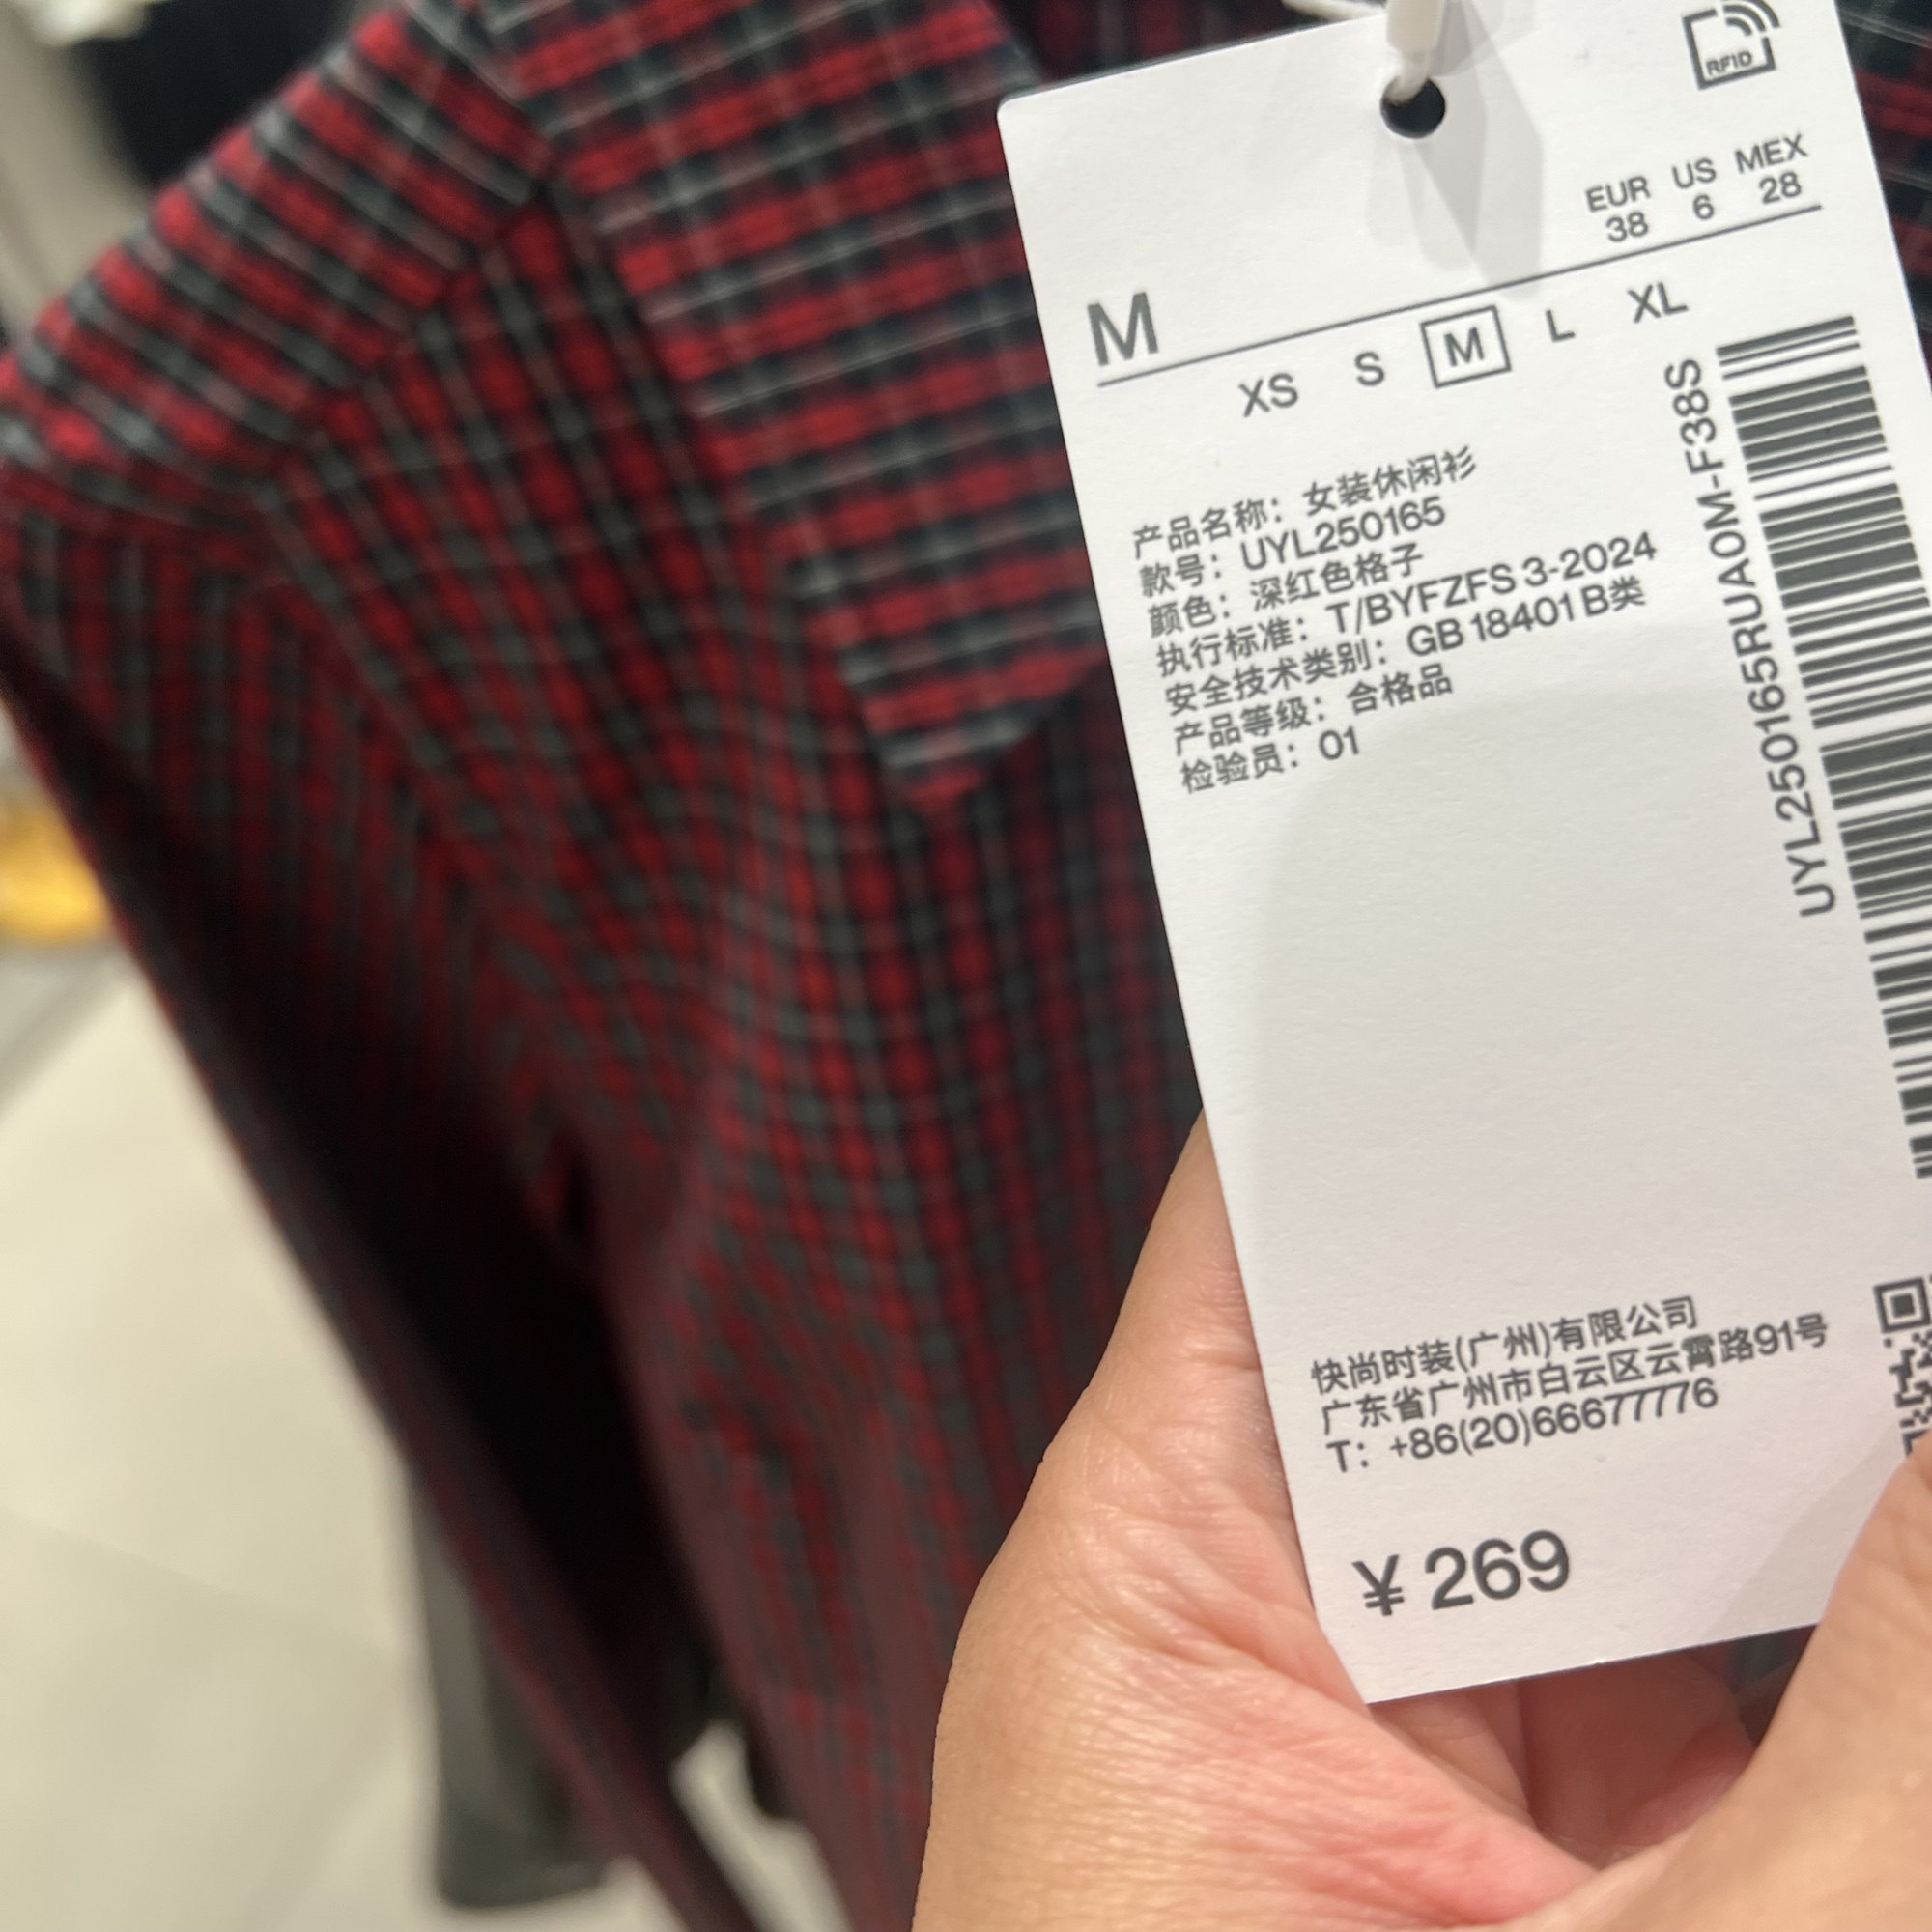 RFID
EUR US MEX
38 6 28
M
XS S M L XL
产品名称：女装休闲衫
款号：UYL250165
颜色：深红色格子
执行标准：T/BYFZFS 3-2024
安全技术类别：GB 18401 B类
产品等级：合格品
检验员：01
UYL250165RUA0M-F38S
快尚时装(广州)有限公司
广东省广州市白云区云霄路91号
T：+86(20)66677776
¥ 269